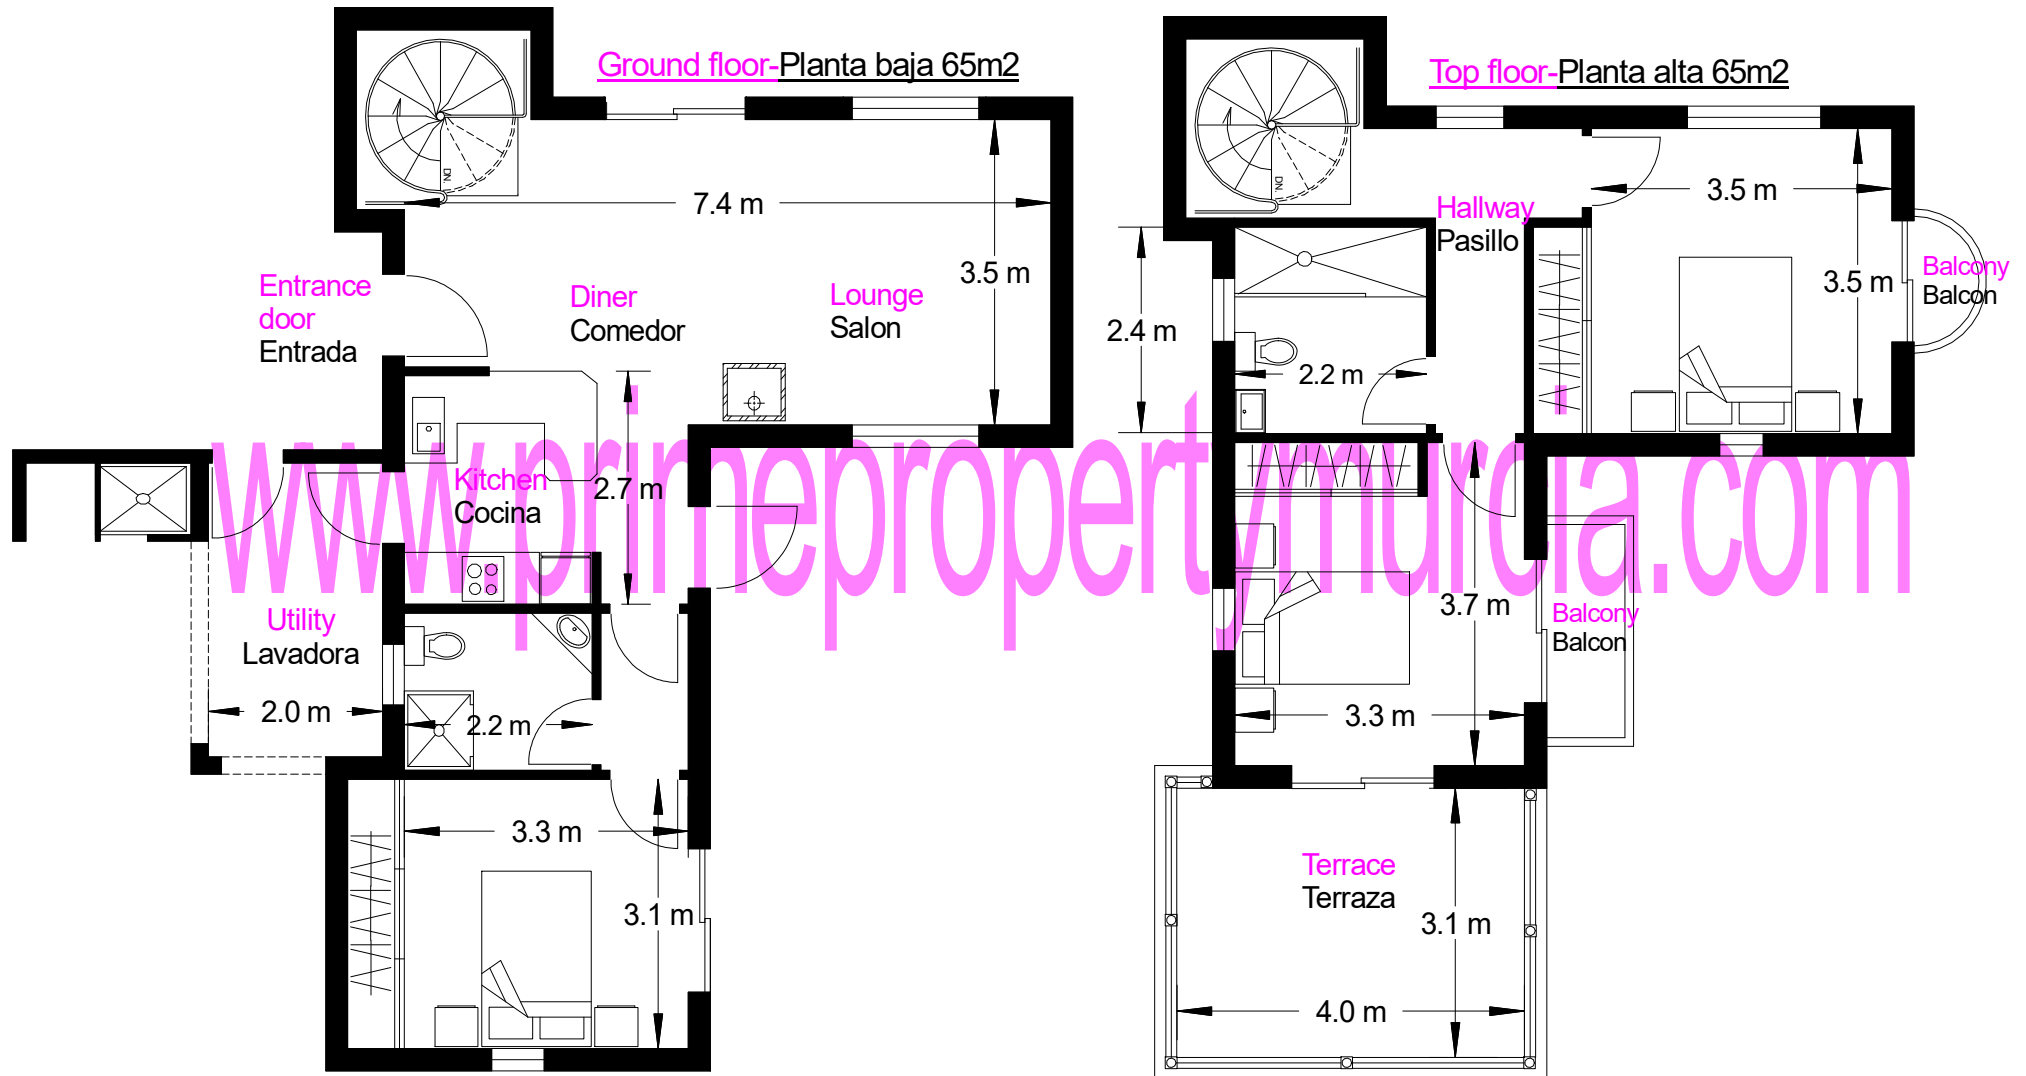 Ground floor-Planta baja 65m2
Top floor-Planta alta 65m2
DN.
7.4 m
3.5 m
Entrance
door
Entrada
Diner
Comedor
Lounge
Salon
Kitchen
Cocina
2.7 m
Utility
Lavadora
2.0 m
2.2 m
3.3 m
3.1 m
DN.
Hallway
Pasillo
3.5 m
3.5 m
Balcony
Balcon
2.4 m
2.2 m
3.7 m
Balcony
Balcon
3.3 m
Terrace
Terraza
3.1 m
4.0 m
www.primepropertymurcia.com